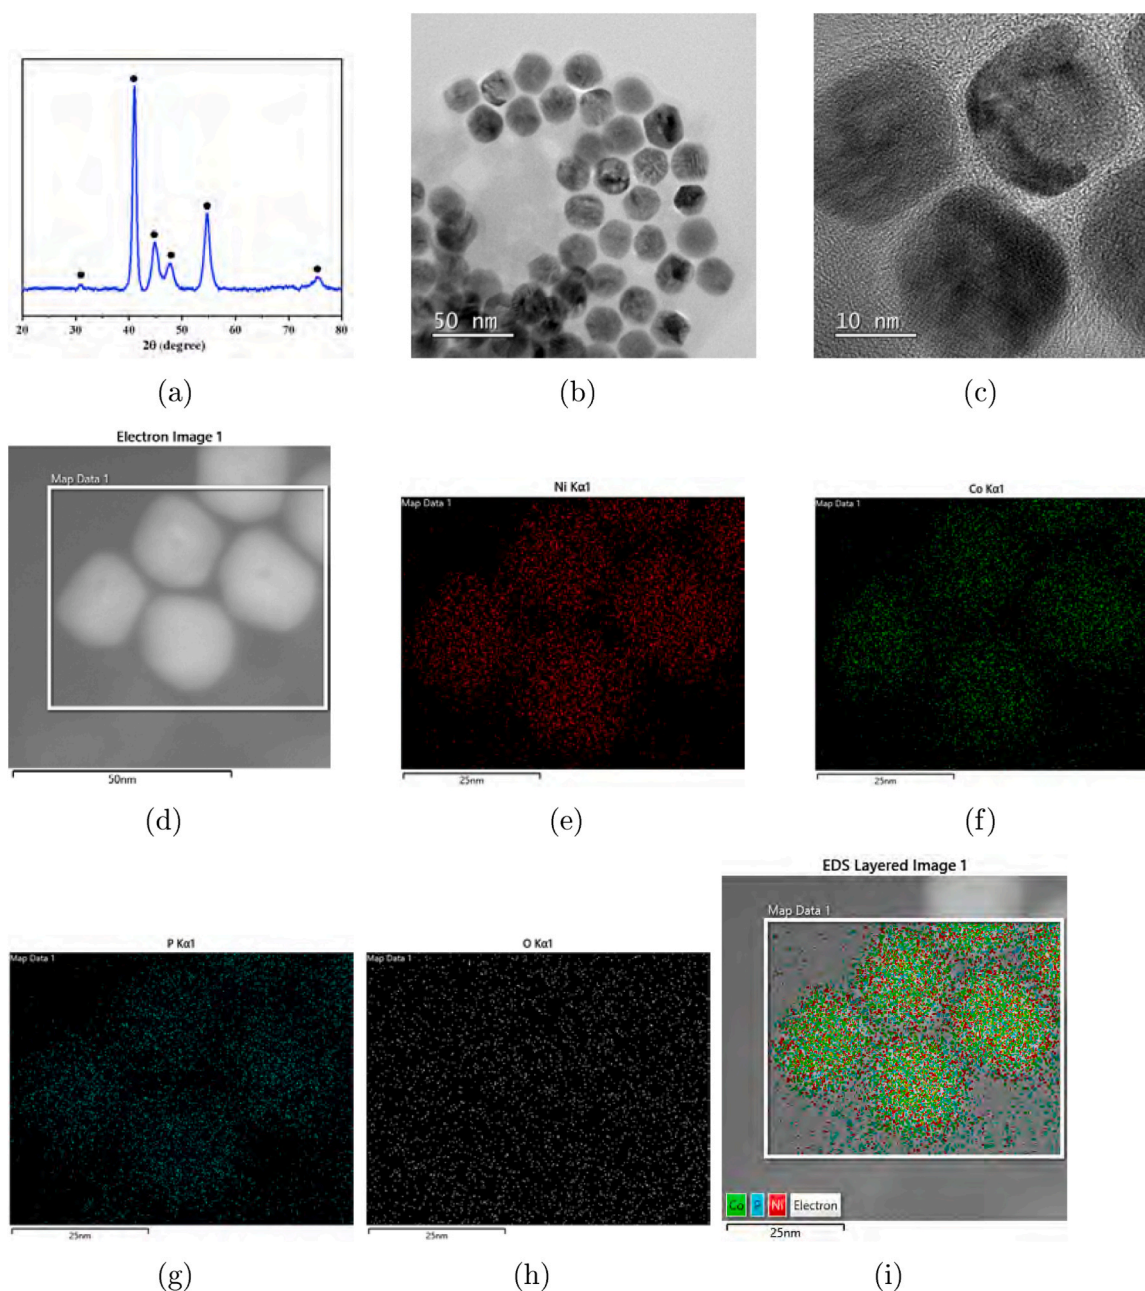 20 30 40 50 60 70 80
2θ (degree)
50 nm
10 nm
(a)
(b)
(c)
Electron Image 1
Map Data 1
50nm
Ni Kα1
Map Data 1
25nm
Co Kα1
Map Data 1
25nm
(d)
(e)
(f)
P Kα1
Map Data 1
25nm
O Kα1
Map Data 1
25nm
EDS Layered Image 1
Map Data 1
Co P Ni Electron
25nm
(g)
(h)
(i)